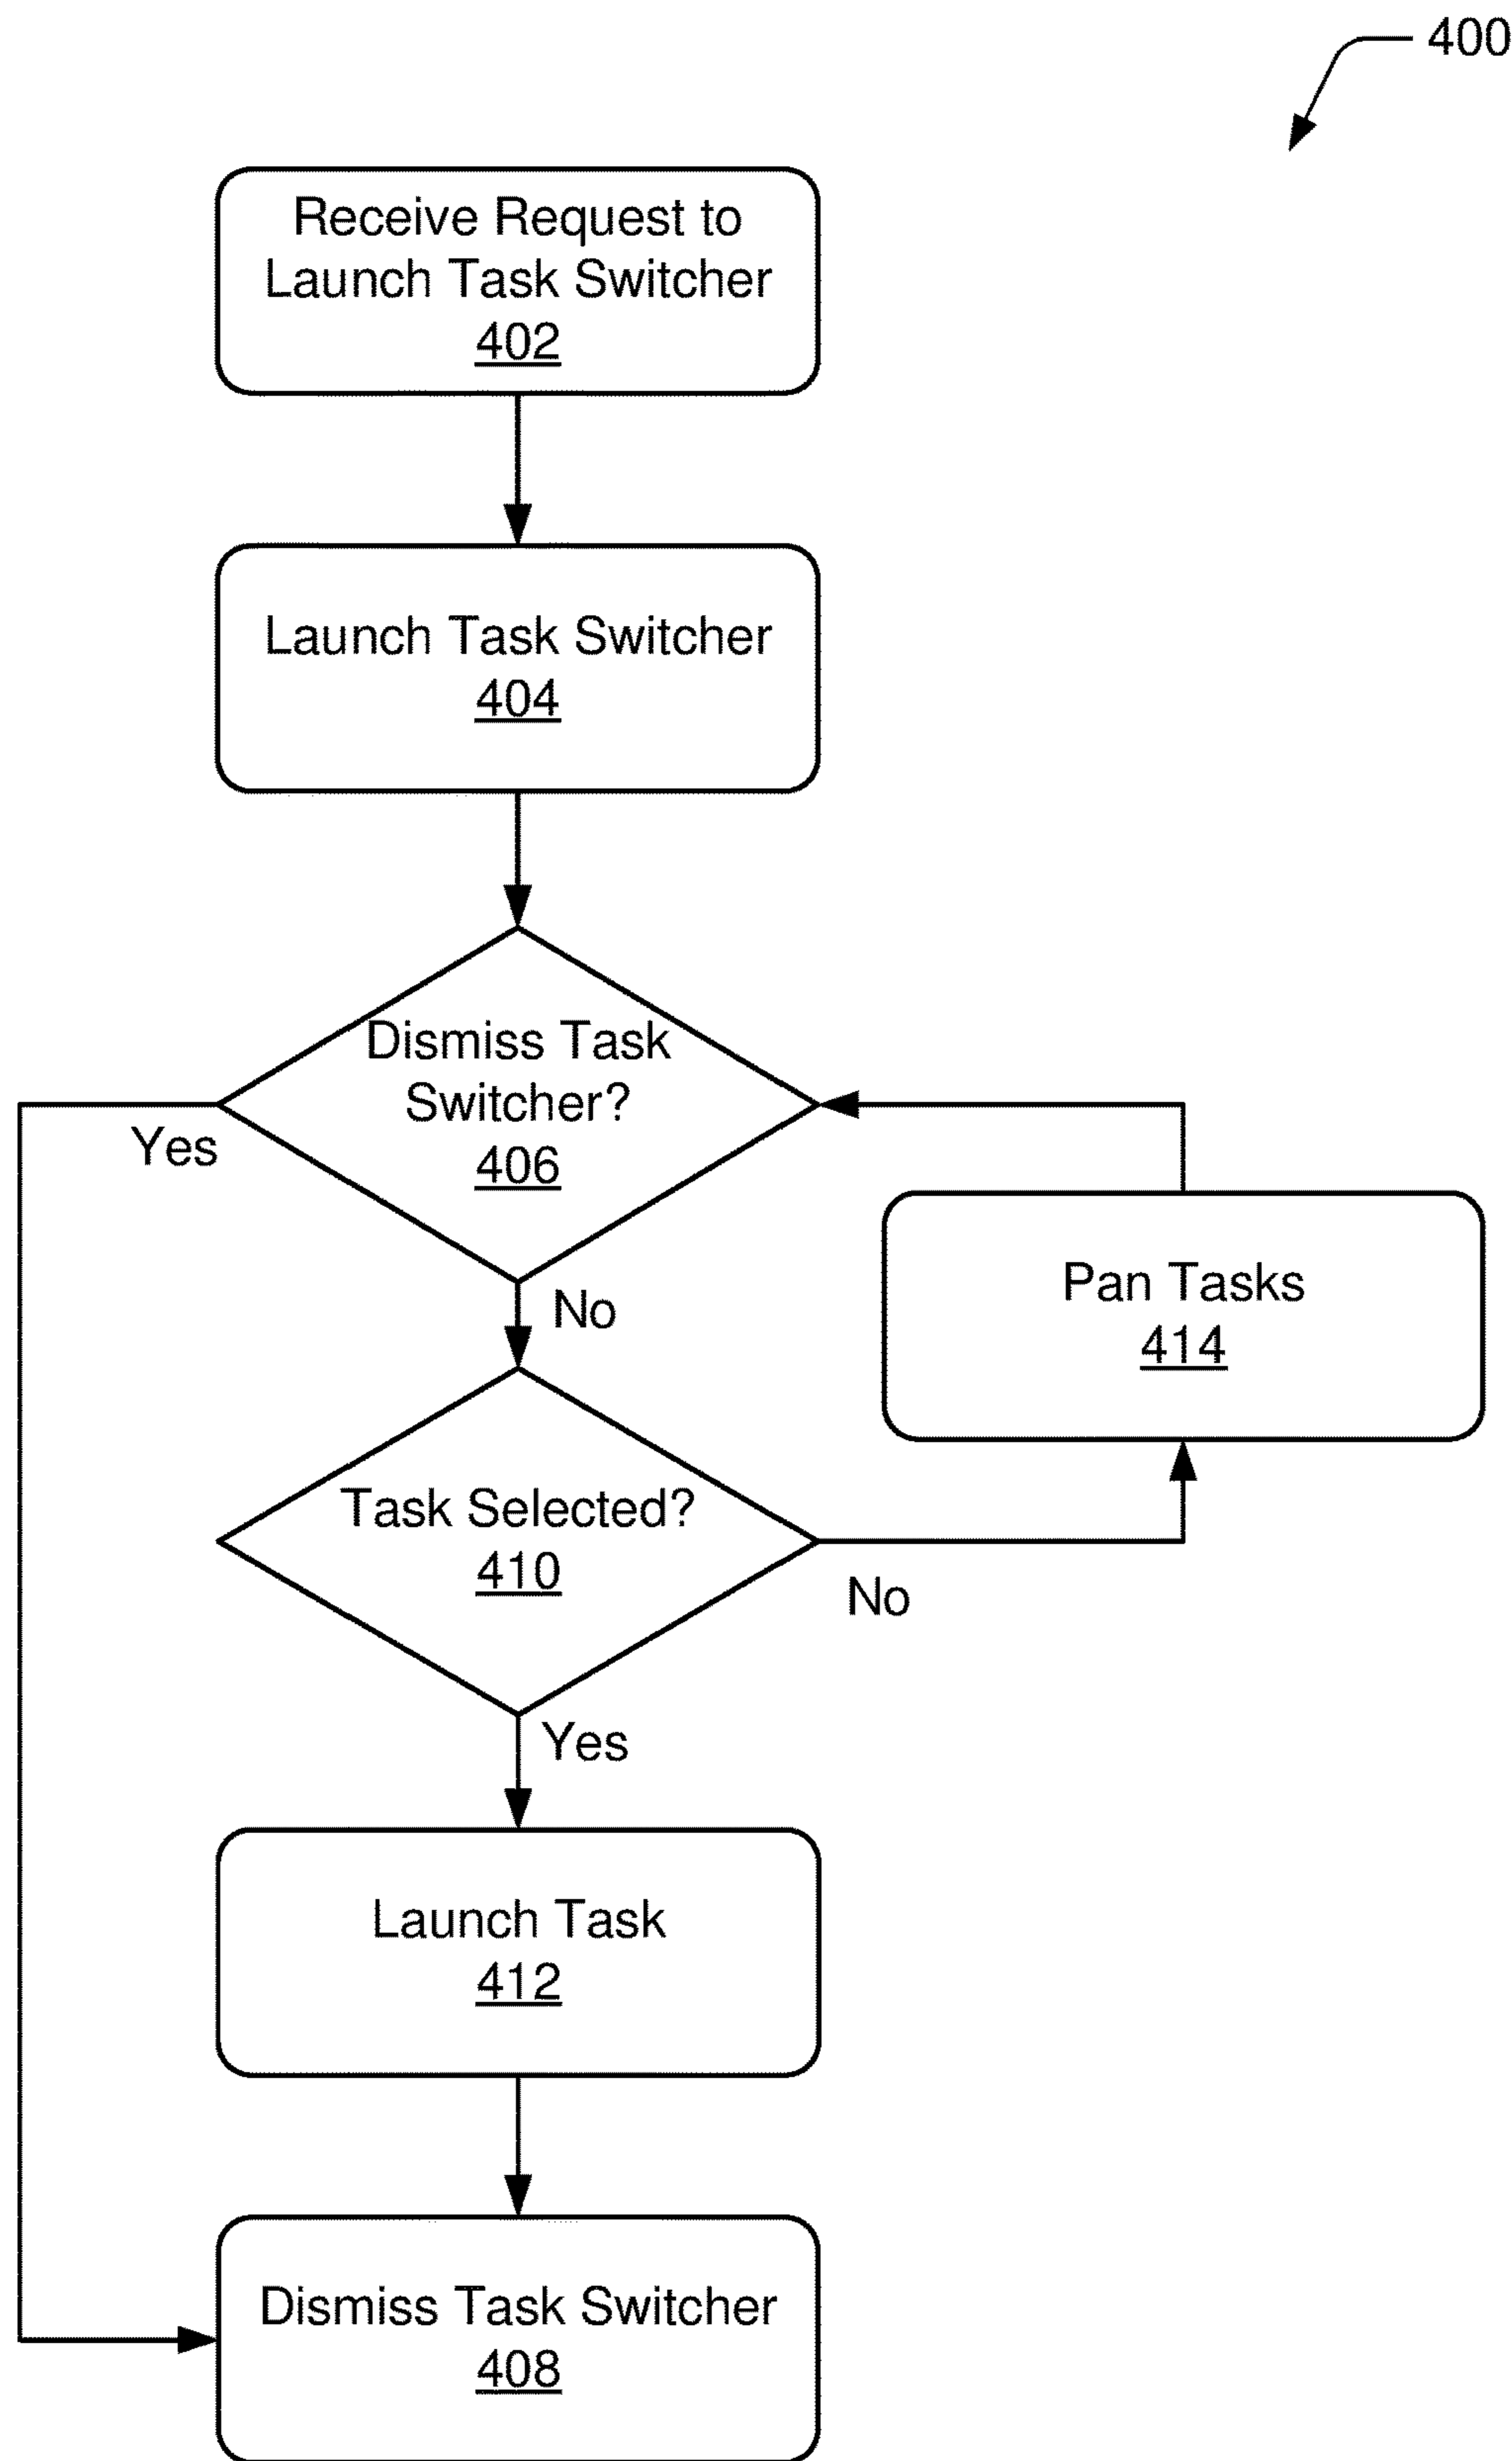 400
Receive Request to
Launch Task Switcher
402
Launch Task Switcher
404
Dismiss Task
Switcher?
406
Yes
No
Pan Tasks
414
Task Selected?
410
No
Yes
Launch Task
412
Dismiss Task Switcher
408